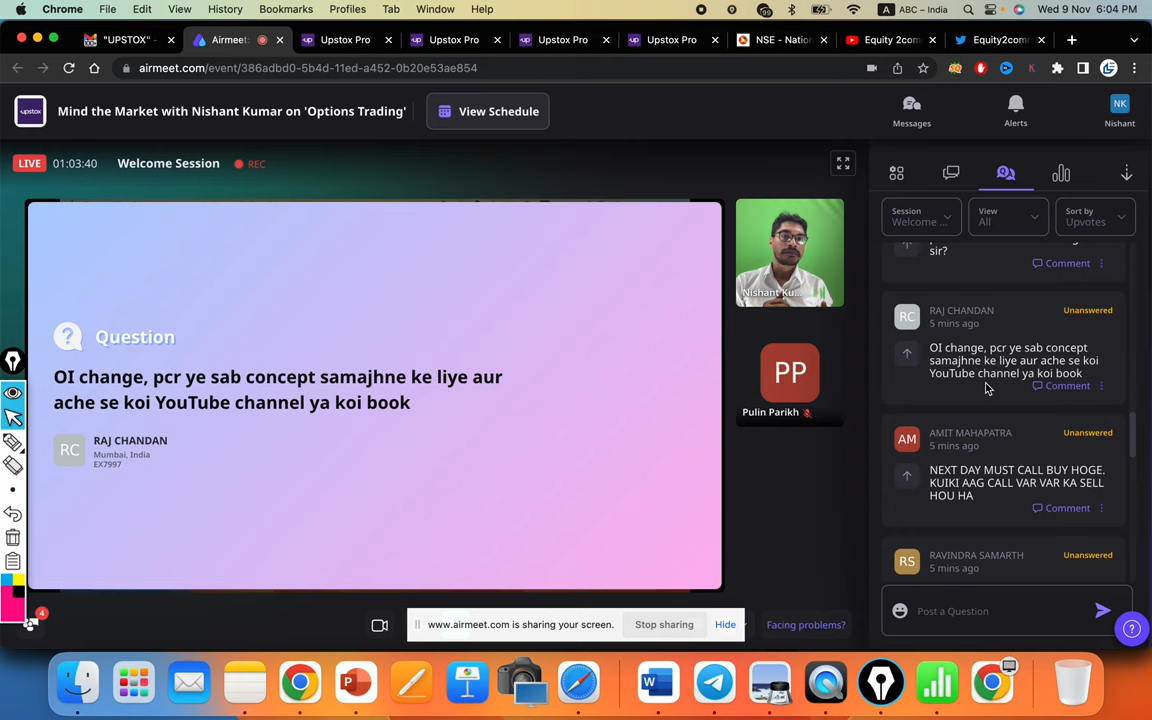 Chrome File Edit View History Bookmarks Profiles Tab Window Help
99 A ABC – India Wed 9 Nov 6:04 PM
"UPSTOX" - Airmeet: Upstox Pro Upstox Pro Upstox Pro Upstox Pro NSE - Nation Equity 2com Equity2com
airmeet.com/event/386adbd0-5b4d-11ed-a452-0b20e53ae854
upstox Mind the Market with Nishant Kumar on 'Options Trading' View Schedule
Messages Alerts NK Nishant
LIVE 01:03:40 Welcome Session REC
Session
Welcome ...
View
All
Sort by
Upvotes
Question
OI change, pcr ye sab concept samajhne ke liye aur
ache se koi YouTube channel ya koi book
RC RAJ CHANDAN
Mumbai, India
EX7997
Nishant Ku...
PP
Pulin Parikh
sir?
Comment
RC RAJ CHANDAN Unanswered
5 mins ago
OI change, pcr ye sab concept
samajhne ke liye aur ache se koi
YouTube channel ya koi book
Comment
AM AMIT MAHAPATRA Unanswered
5 mins ago
NEXT DAY MUST CALL BUY HOGE.
KUIKI AAG CALL VAR VAR KA SELL
HOU HA
Comment
RS RAVINDRA SAMARTH Unanswered
5 mins ago
Post a Question
4
www.airmeet.com is sharing your screen. Stop sharing Hide
Facing problems?